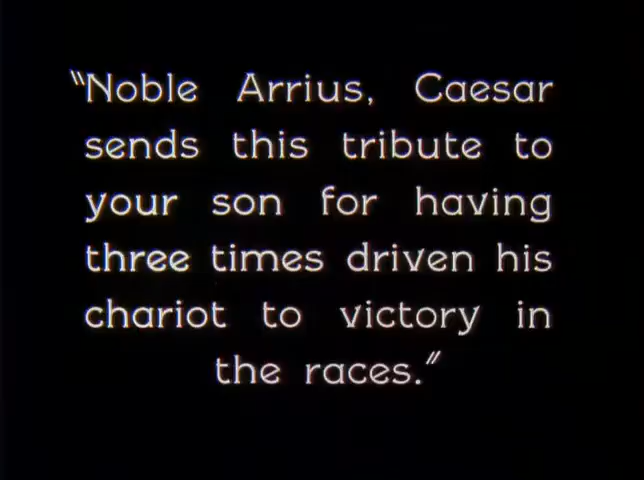 "Noble Arrius, Caesar
sends this tribute to
your son for having
three times driven his
chariot to victory in
the races."